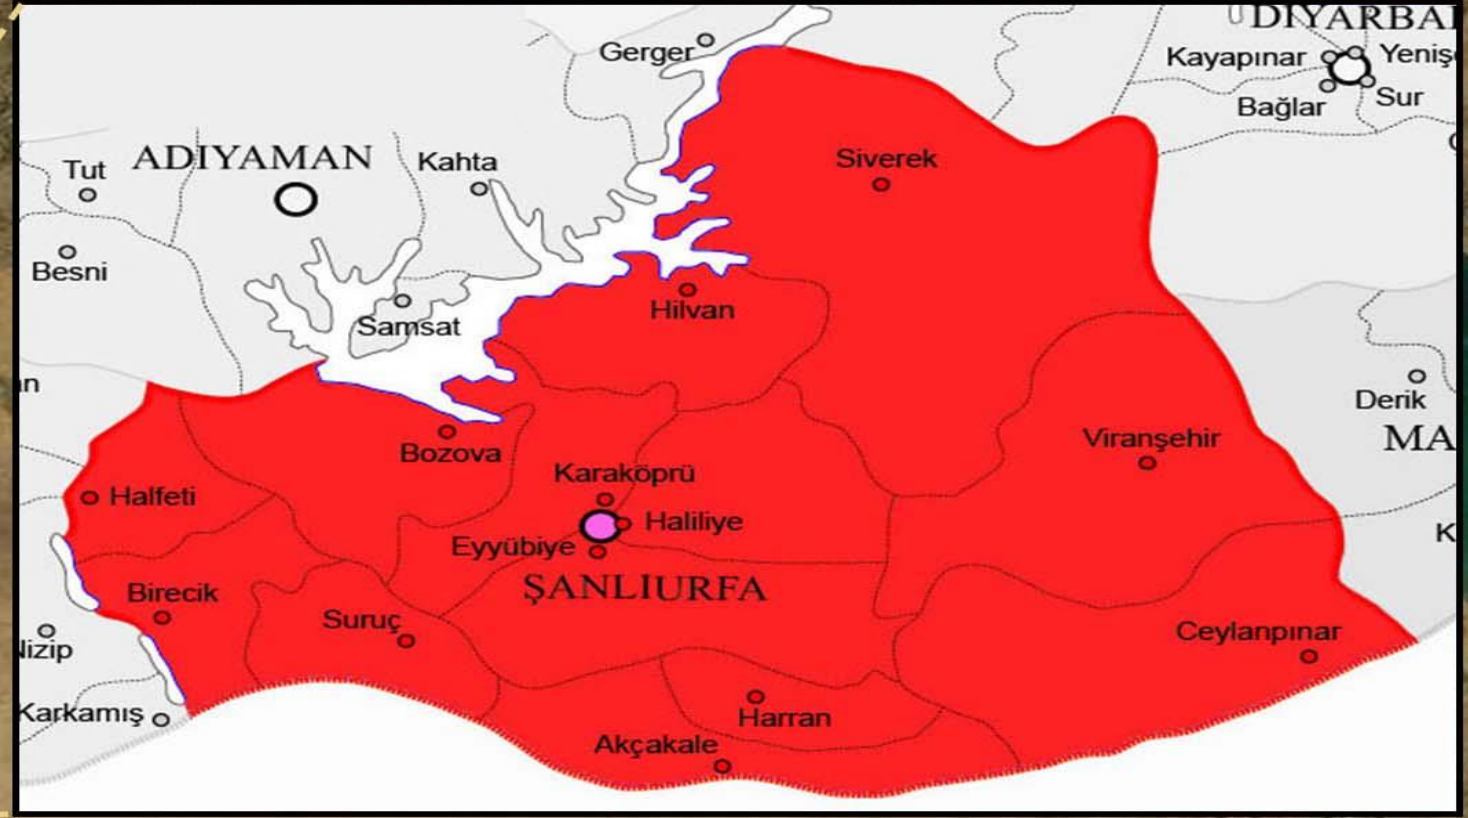 DIYARBA
Gerger
Kayapınar
Yeniş
Bağlar
Sur
Tut
ADIYAMAN
Kahta
Siverek
Besni
Samsat
Hilvan
Derik
Bozova
Viranşehir
MA
Karaköprü
Halfeti
Haliliye
Eyyübiye
ŞANLIURFA
Birecik
Suruç
Nizip
Ceylanpınar
Karkamış
Harran
Akçakale